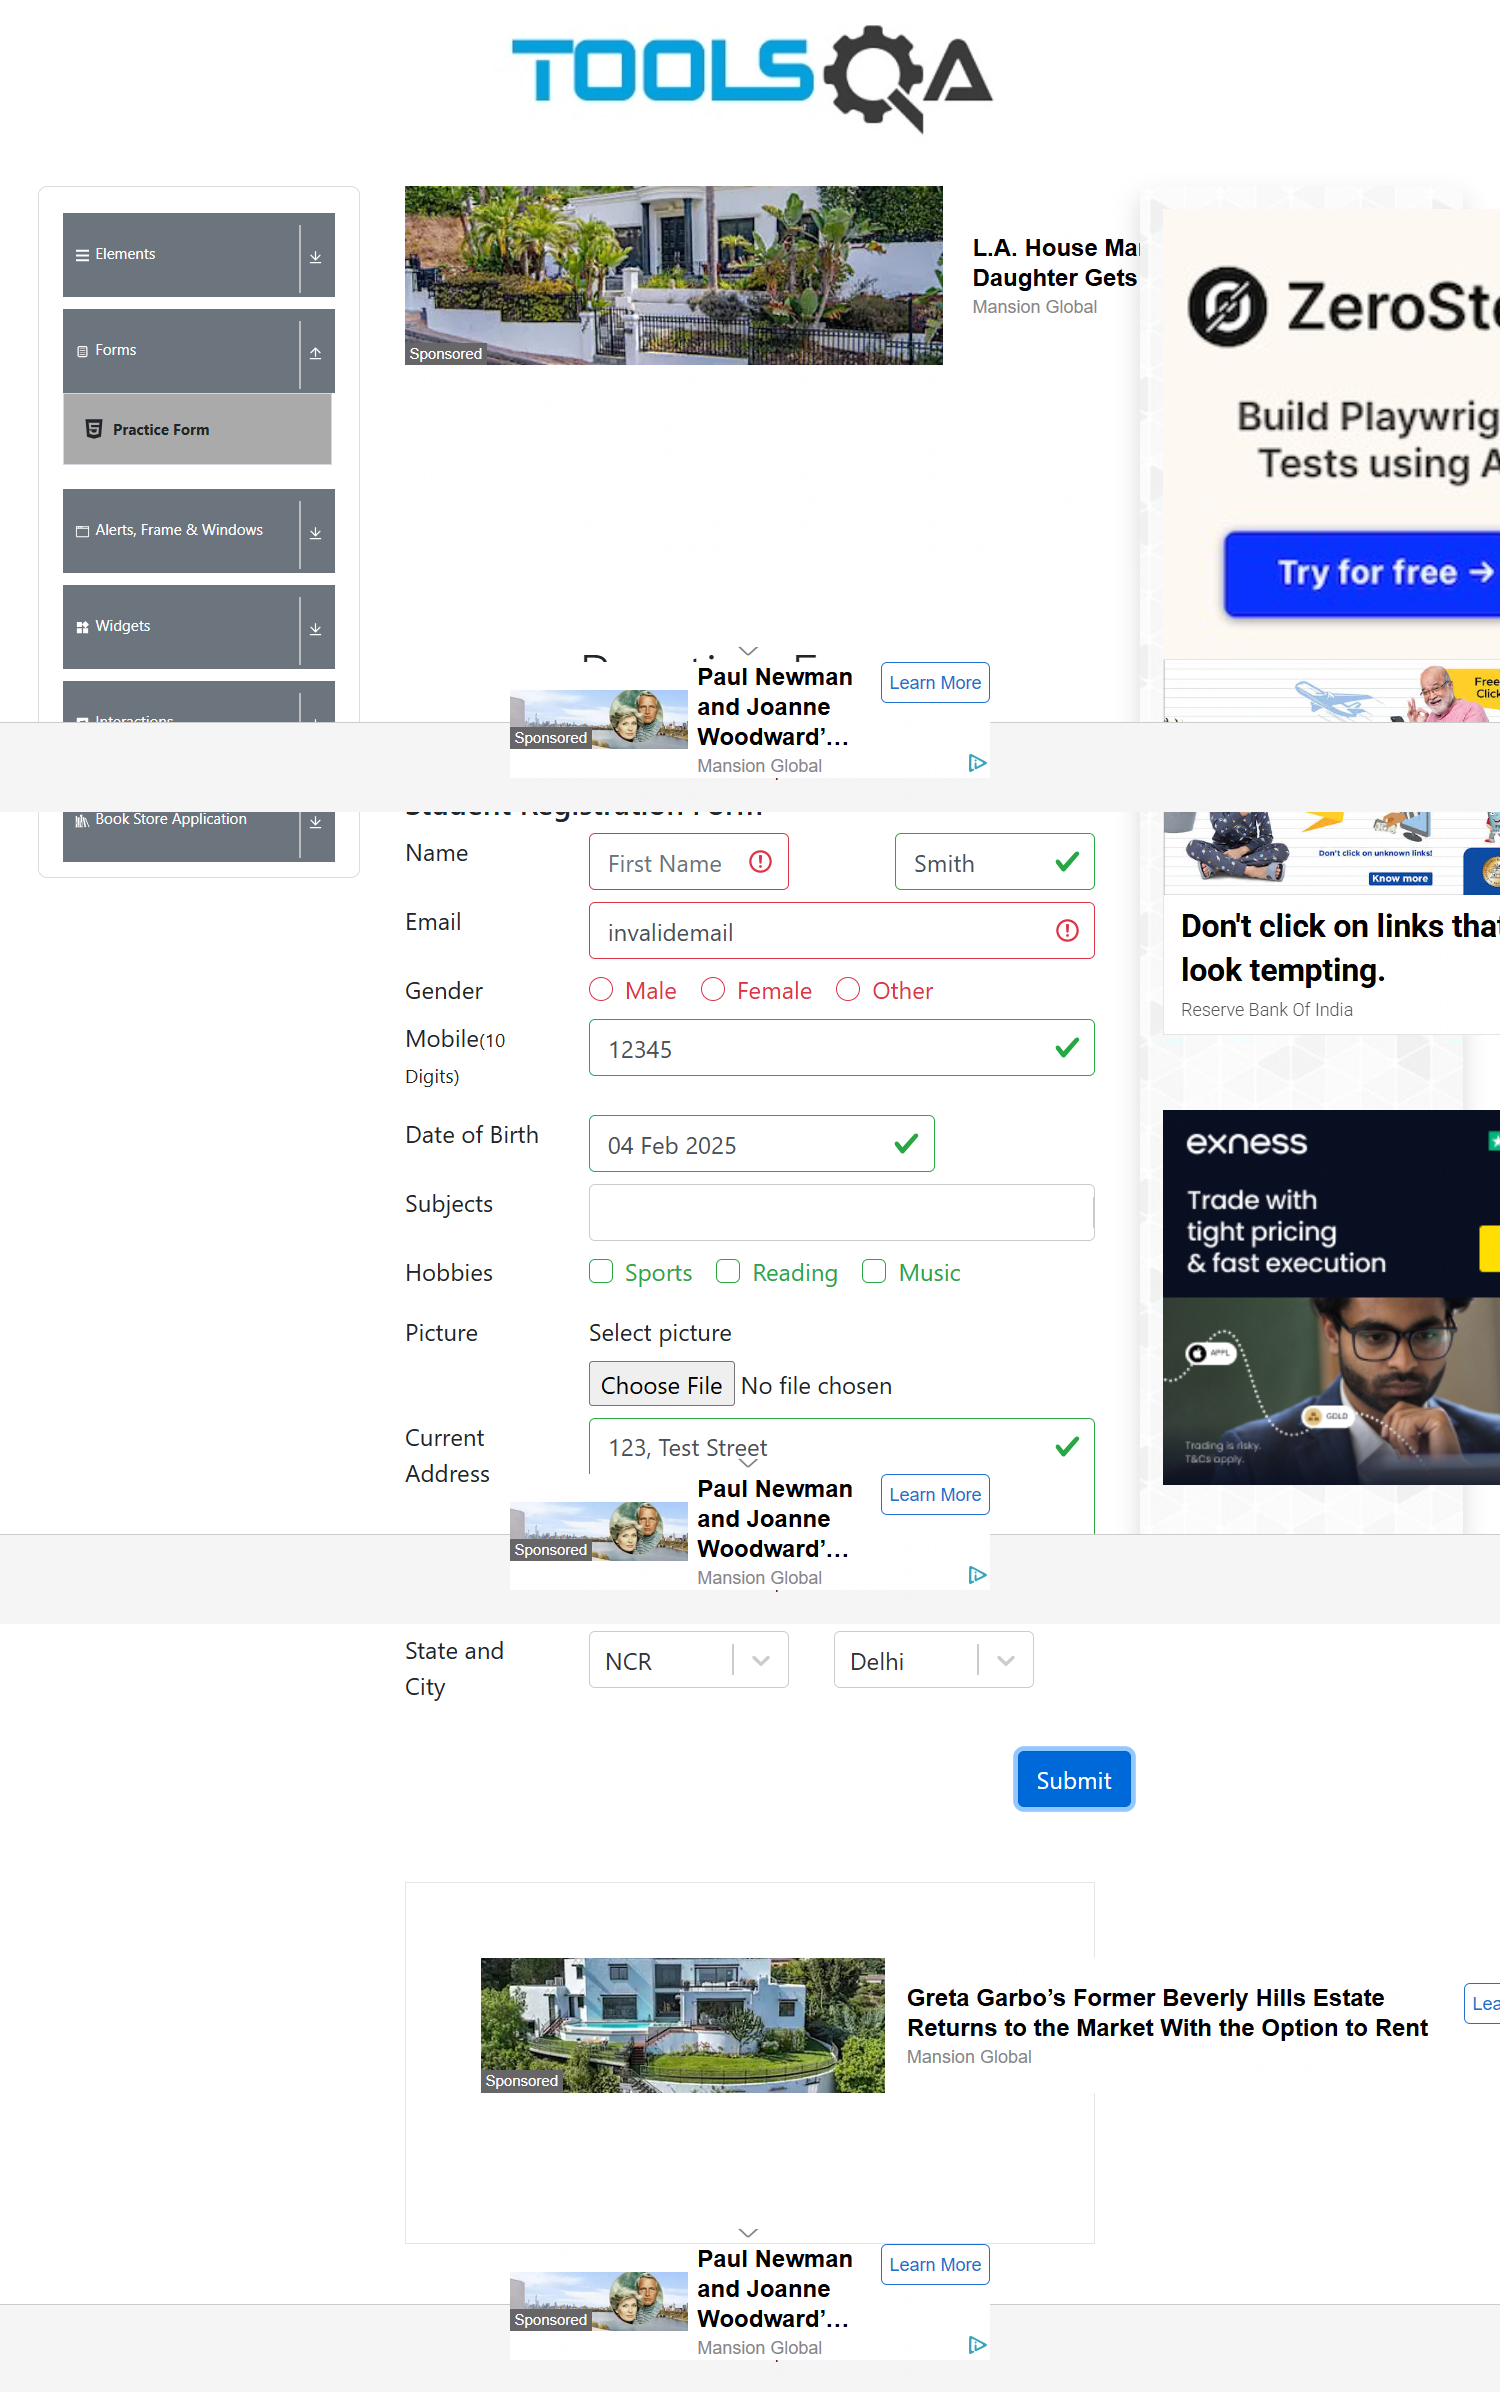 TOOLSQA
Elements
Forms
Practice Form
Alerts, Frame & Windows
Widgets
Interactions
Book Store Application
Sponsored
L.A. House Ma
Daughter Gets
Mansion Global
ZeroSt
Build Playwrig
Tests using A
Try for free →
Free
Click
Sponsored
Paul Newman
and Joanne
Woodward’...
Mansion Global
Learn More
Student Registration Form
Name
First Name
Smith
Email
invalidemail
Gender
Male
Female
Other
Mobile(10
Digits)
12345
Date of Birth
04 Feb 2025
Subjects
Hobbies
Sports
Reading
Music
Picture
Select picture
Choose File No file chosen
Current
Address
123, Test Street
Don't click on unknown links!
Know more
Don't click on links that
look tempting.
Reserve Bank Of India
exness
Trade with
tight pricing
& fast execution
APPL
GOLD
Trading is risky.
T&Cs apply.
Sponsored
Paul Newman
and Joanne
Woodward’...
Mansion Global
Learn More
State and
City
NCR
Delhi
Submit
Sponsored
Greta Garbo’s Former Beverly Hills Estate
Returns to the Market With the Option to Rent
Mansion Global
Lea
Sponsored
Paul Newman
and Joanne
Woodward’...
Mansion Global
Learn More